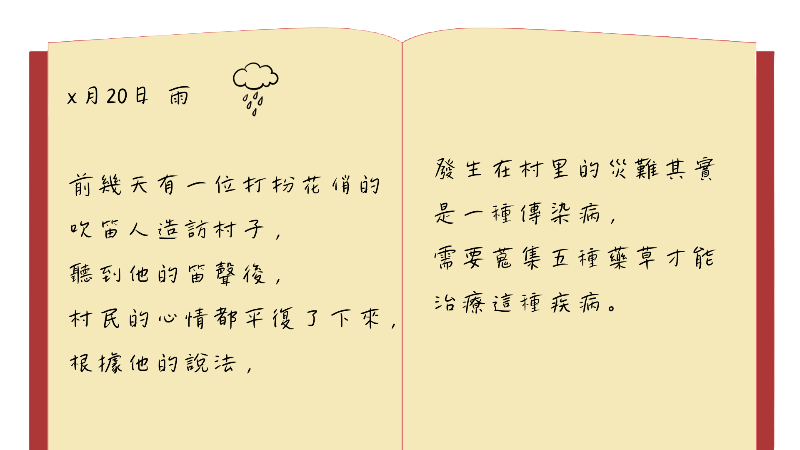 x月20日 雨
前幾天有一位打扮花俏的
吹笛人造訪村子，
聽到他的笛聲後，
村民的心情都平復了下來，
根據他的說法，
發生在村里的災難其實
是一種傳染病，
需要蒐集五種藥草才能
治療這種疾病。